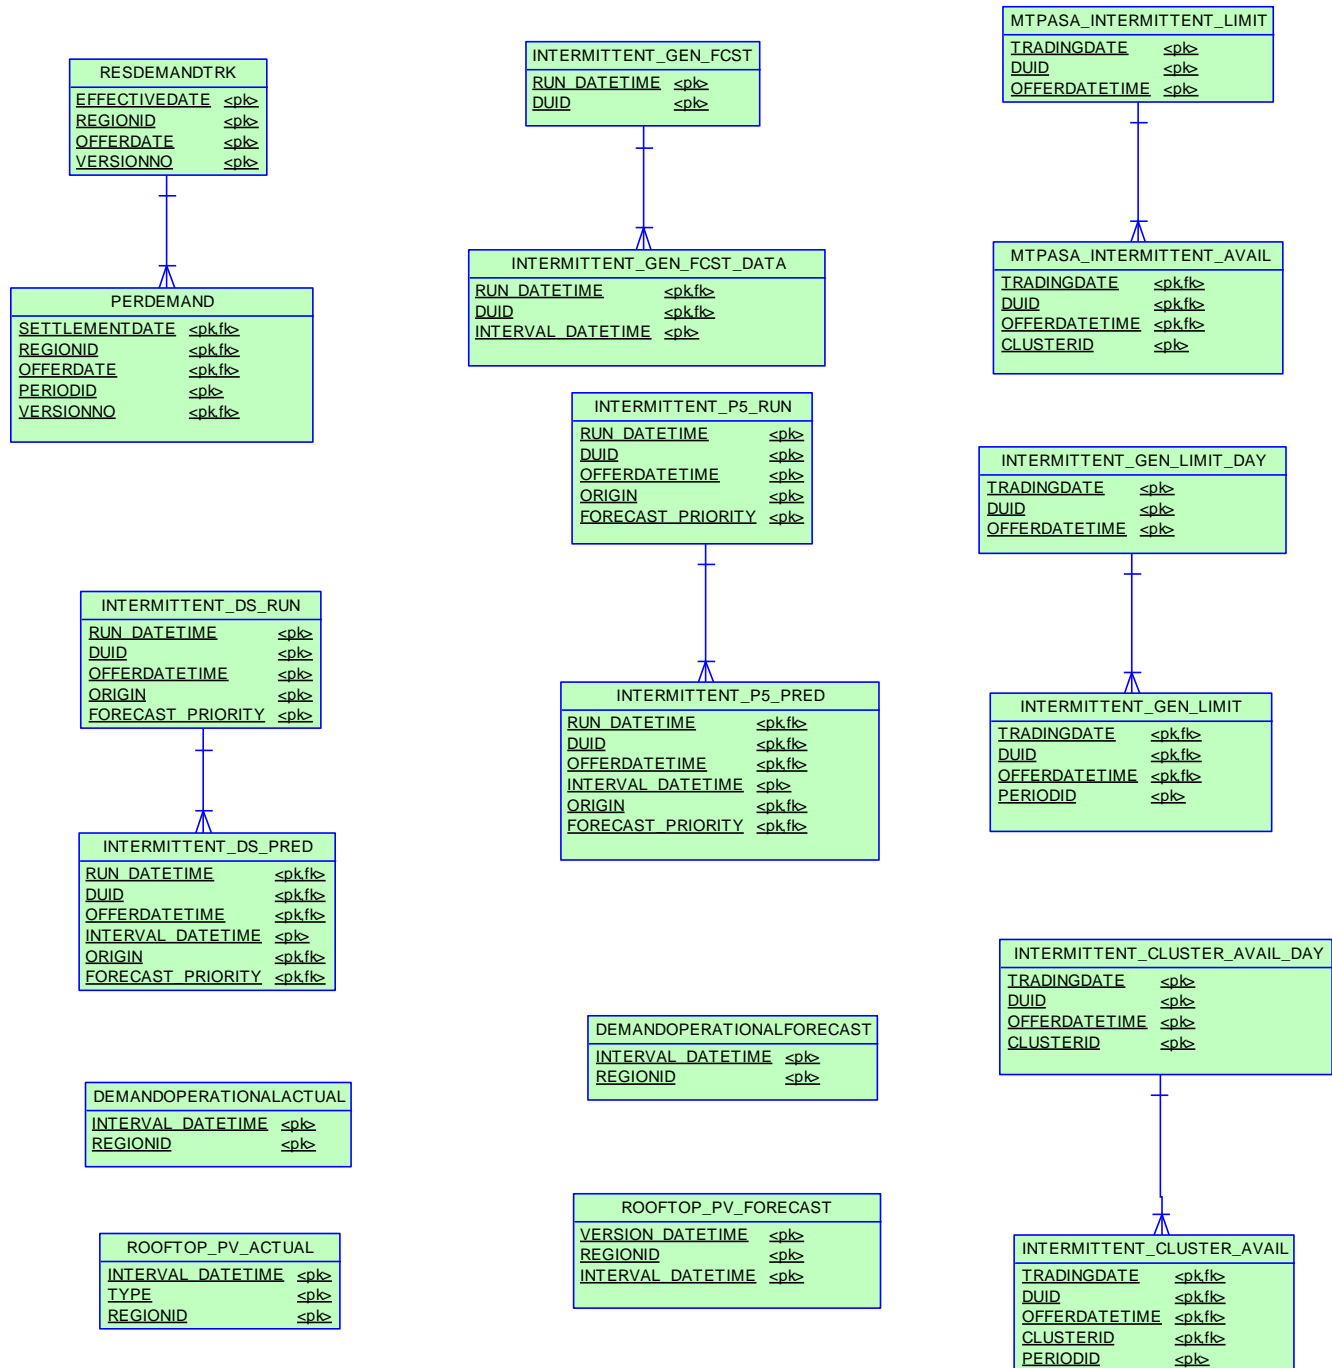 RESDEMANDTRK
EFFECTIVEDATE <pk>
REGIONID <pk>
OFFERDATE <pk>
VERSIONNO <pk>
PERDEMAND
SETTLEMENTDATE <pk,fk>
REGIONID <pk,fk>
OFFERDATE <pk,fk>
PERIODID <pk>
VERSIONNO <pk,fk>
INTERMITTENT_GEN_FCST
RUN_DATETIME <pk>
DUID <pk>
INTERMITTENT_GEN_FCST_DATA
RUN_DATETIME <pk,fk>
DUID <pk,fk>
INTERVAL_DATETIME <pk>
MTPASA_INTERMITTENT_LIMIT
TRADINGDATE <pk>
DUID <pk>
OFFERDATETIME <pk>
MTPASA_INTERMITTENT_AVAIL
TRADINGDATE <pk,fk>
DUID <pk,fk>
OFFERDATETIME <pk,fk>
CLUSTERID <pk>
INTERMITTENT_P5_RUN
RUN_DATETIME <pk>
DUID <pk>
OFFERDATETIME <pk>
ORIGIN <pk>
FORECAST_PRIORITY <pk>
INTERMITTENT_P5_PRED
RUN_DATETIME <pk,fk>
DUID <pk,fk>
OFFERDATETIME <pk,fk>
INTERVAL_DATETIME <pk>
ORIGIN <pk,fk>
FORECAST_PRIORITY <pk,fk>
INTERMITTENT_GEN_LIMIT_DAY
TRADINGDATE <pk>
DUID <pk>
OFFERDATETIME <pk>
INTERMITTENT_GEN_LIMIT
TRADINGDATE <pk,fk>
DUID <pk,fk>
OFFERDATETIME <pk,fk>
PERIODID <pk>
INTERMITTENT_DS_RUN
RUN_DATETIME <pk>
DUID <pk>
OFFERDATETIME <pk>
ORIGIN <pk>
FORECAST_PRIORITY <pk>
INTERMITTENT_DS_PRED
RUN_DATETIME <pk,fk>
DUID <pk,fk>
OFFERDATETIME <pk,fk>
INTERVAL_DATETIME <pk>
ORIGIN <pk,fk>
FORECAST_PRIORITY <pk,fk>
DEMANDOPERATIONALFORECAST
INTERVAL_DATETIME <pk>
REGIONID <pk>
INTERMITTENT_CLUSTER_AVAIL_DAY
TRADINGDATE <pk>
DUID <pk>
OFFERDATETIME <pk>
CLUSTERID <pk>
INTERMITTENT_CLUSTER_AVAIL
TRADINGDATE <pk,fk>
DUID <pk,fk>
OFFERDATETIME <pk,fk>
CLUSTERID <pk,fk>
PERIODID <pk>
DEMANDOPERATIONALACTUAL
INTERVAL_DATETIME <pk>
REGIONID <pk>
ROOFTOP_PV_ACTUAL
INTERVAL_DATETIME <pk>
TYPE <pk>
REGIONID <pk>
ROOFTOP_PV_FORECAST
VERSION_DATETIME <pk>
REGIONID <pk>
INTERVAL_DATETIME <pk>